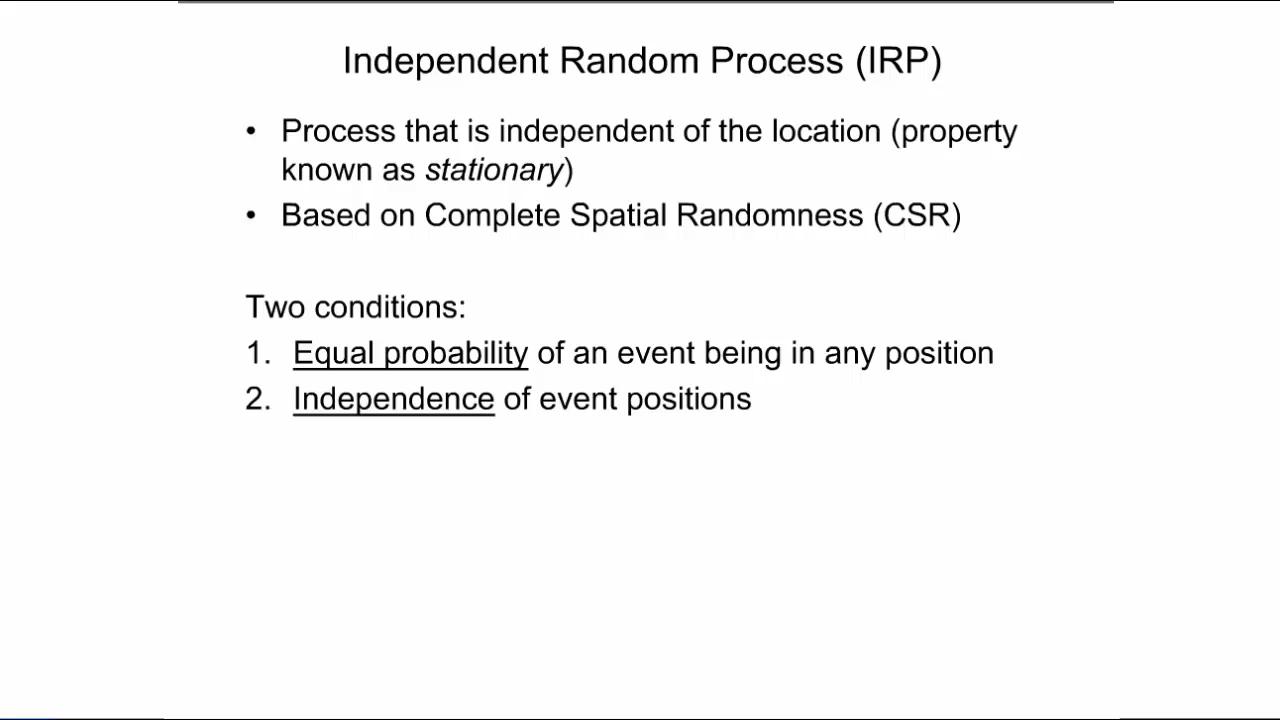 Independent Random Process (IRP)
• Process that is independent of the location (property
known as stationary)
• Based on Complete Spatial Randomness (CSR)
Two conditions:
1. Equal probability of an event being in any position
2. Independence of event positions